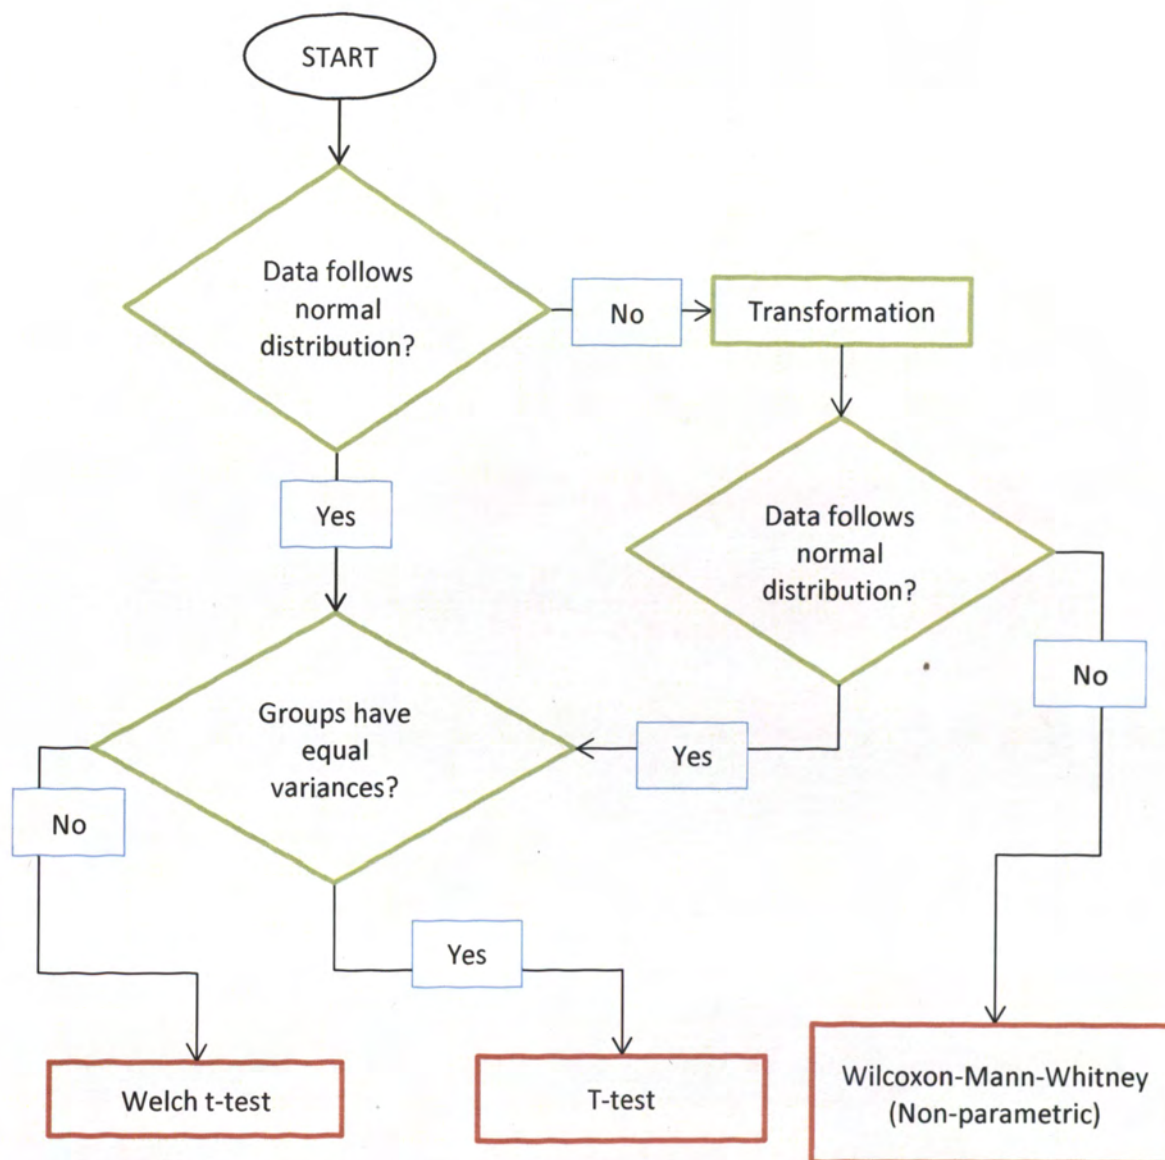 START
Data follows
normal
distribution?
No
Transformation
Yes
Data follows
normal
distribution?
No
Groups have
equal
variances?
Yes
No
Yes
Welch t-test
T-test
Wilcoxon-Mann-Whitney
(Non-parametric)